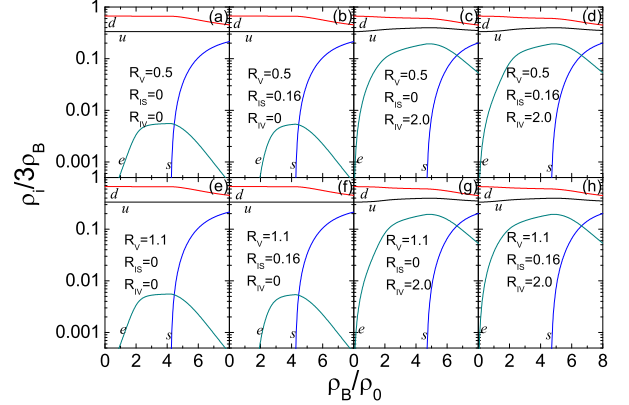 ρ_i/3ρ_B
1
0.1
0.01
0.001
(a)
d
u
R_V=0.5
R_IS=0
R_IV=0
e
s
(b)
d
u
R_V=0.5
R_IS=0.16
R_IV=0
e
s
(c)
d
u
R_V=0.5
R_IS=0
R_IV=2.0
e
s
(d)
d
u
R_V=0.5
R_IS=0.16
R_IV=2.0
e
s
0.1
0.01
0.001
(e)
d
u
R_V=1.1
R_IS=0
R_IV=0
e
s
(f)
d
u
R_V=1.1
R_IS=0.16
R_IV=0
e
s
(g)
d
u
R_V=1.1
R_IS=0
R_IV=2.0
e
s
(h)
d
u
R_V=1.1
R_IS=0.16
R_IV=2.0
e
s
0 2 4 6 0 2 4 6 0 2 4 6 0 2 4 6 8
ρ_B/ρ_0